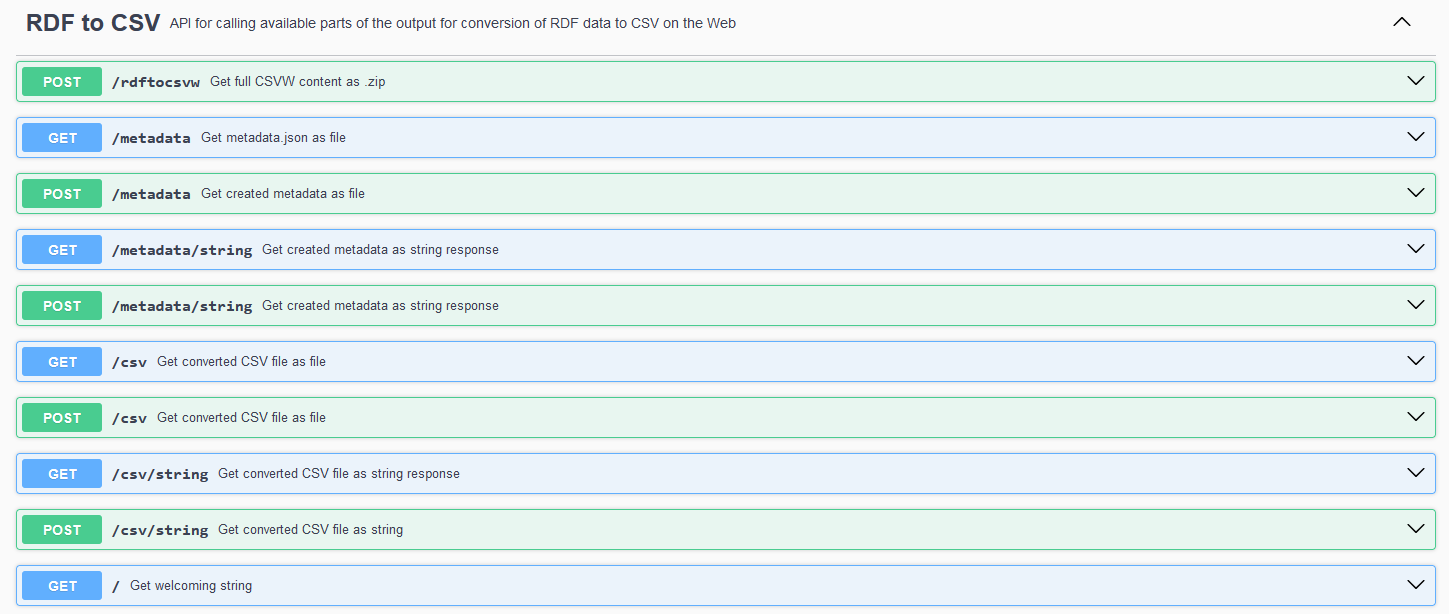 RDF to CSV API for calling available parts of the output for conversion of RDF data to CSV on the Web
POST /rdftocsvw Get full CSVW content as .zip
GET /metadata Get metadata.json as file
POST /metadata Get created metadata as file
GET /metadata/string Get created metadata as string response
POST /metadata/string Get created metadata as string response
GET /csv Get converted CSV file as file
POST /csv Get converted CSV file as file
GET /csv/string Get converted CSV file as string response
POST /csv/string Get converted CSV file as string
GET / Get welcoming string